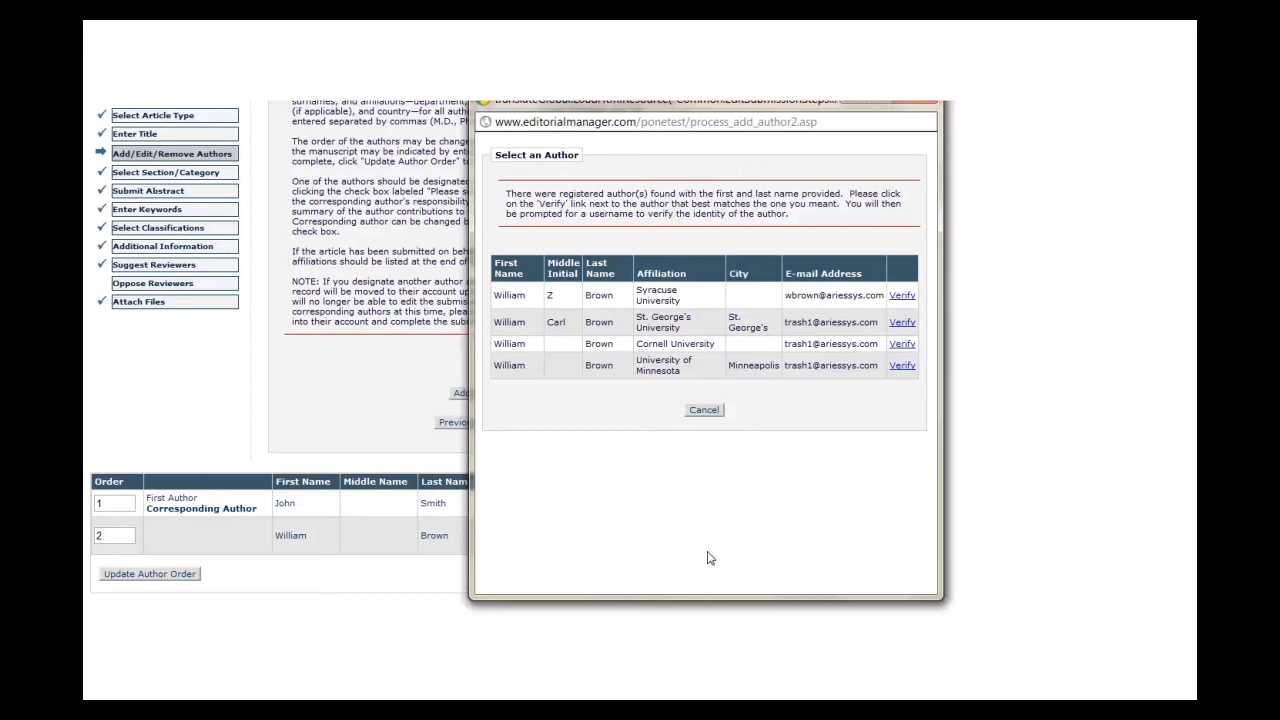 Select Article Type
Enter Title
Add/Edit/Remove Authors
Select Section/Category
Submit Abstract
Enter Keywords
Select Classifications
Additional Information
Suggest Reviewers
Oppose Reviewers
Attach Files
surnames, and affiliations—department,
(if applicable), and country—for all auth
entered separated by commas (M.D., Ph
The order of the authors may be change
the manuscript may be indicated by ente
complete, click "Update Author Order" to
One of the authors should be designated
clicking the check box labeled "Please s
the corresponding author's responsibility
summary of the author contributions to
Corresponding author can be changed b
check box.
If the article has been submitted on beh
affiliations should be listed at the end of
NOTE: If you designate another author
record will be moved to their account up
will no longer be able to edit the submis
corresponding authors at this time, pleas
into their account and complete the sub
Add
Previo
Order First Name Middle Name Last Nam
1 First Author
Corresponding Author John Smith
2 William Brown
Update Author Order
www.editorialmanager.com/ponetest/process_add_author2.asp
Select an Author
There were registered author(s) found with the first and last name provided. Please click
on the 'Verify' link next to the author that best matches the one you meant. You will then
be prompted for a username to verify the identity of the author.
First Name Middle Initial Last Name Affiliation City E-mail Address
William Z Brown Syracuse University wbrown@ariessys.com Verify
William Carl Brown St. George's University St. George's trash1@ariessys.com Verify
William Brown Cornell University trash1@ariessys.com Verify
William Brown University of Minnesota Minneapolis trash1@ariessys.com Verify
Cancel